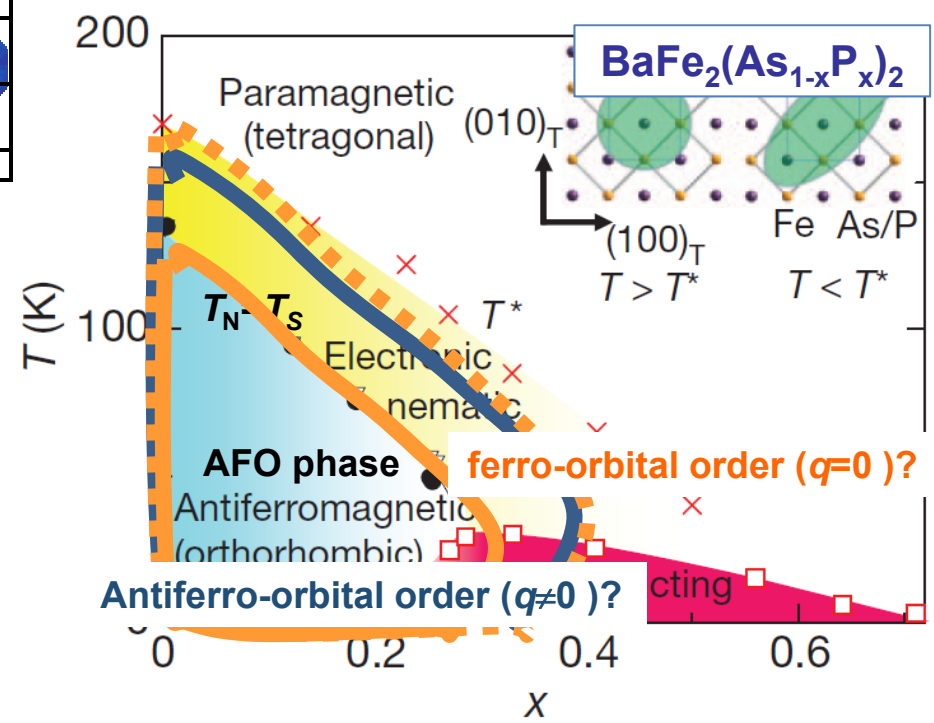 200
BaFe2(As1-xPx)2
Paramagnetic
(tetragonal)
(010)T
(100)T
Fe As/P
T > T*
T < T*
T (K)
100
TN- TS
T*
Electronic
nematic
AFO phase
ferro-orbital order (q=0 )?
Antiferromagnetic
(orthorhombic)
Antiferro-orbital order (q≠0 )?
cting
0
0.2
0.4
0.6
x